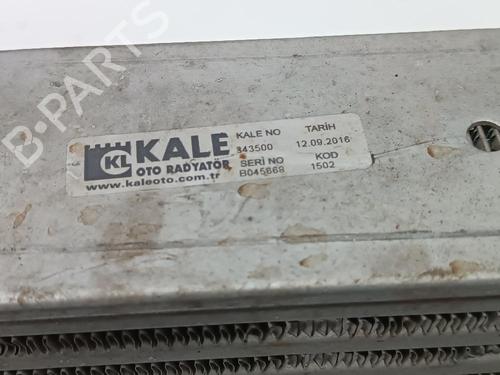 B-PARTS
KL KALE
OTO RADYATÖR
www.kaleoto.com.tr
KALE NO TARİH
343500 12.09.2016
SERİ NO KOD
B045668 1502